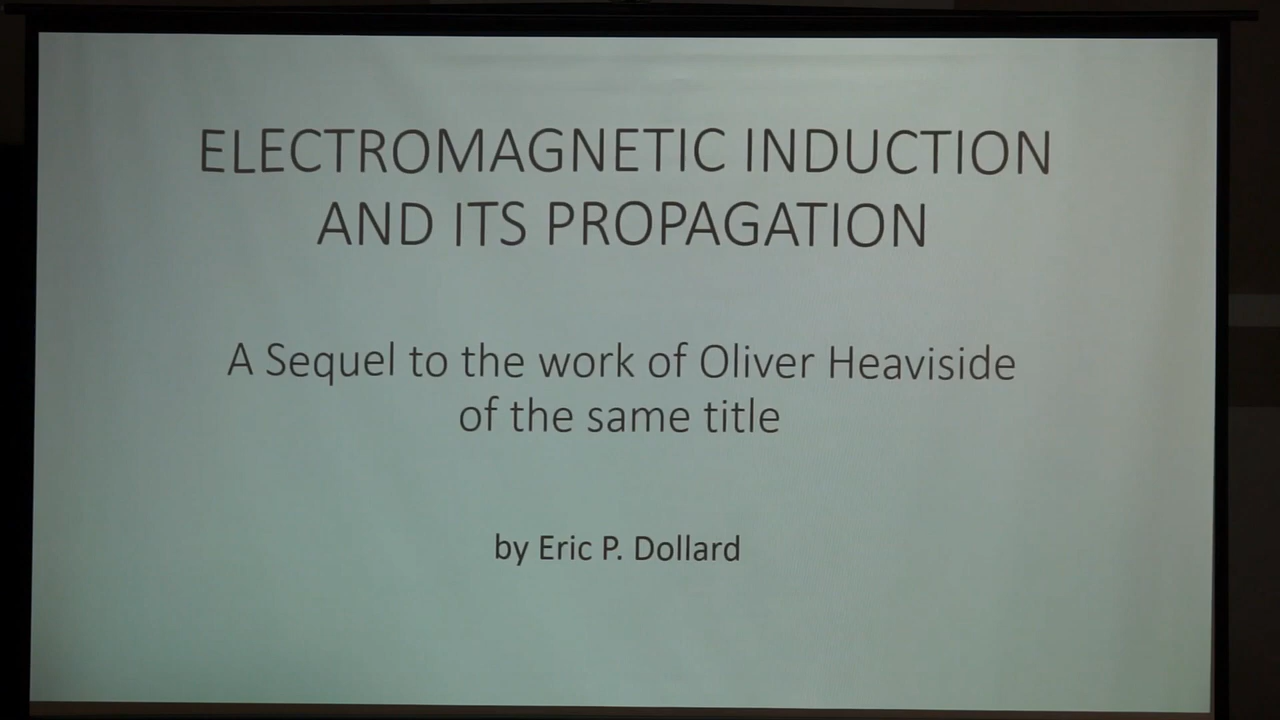 ELECTROMAGNETIC INDUCTION
AND ITS PROPAGATION
A Sequel to the work of Oliver Heaviside
of the same title
by Eric P. Dollard